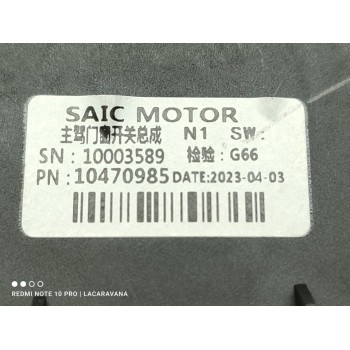 SAIC MOTOR
主驾门窗开关总成 N1 SW:
SN : 10003589 检验 : G66
PN : 10470985 DATE:2023-04-03
REDMI NOTE 10 PRO | LACARAVANA